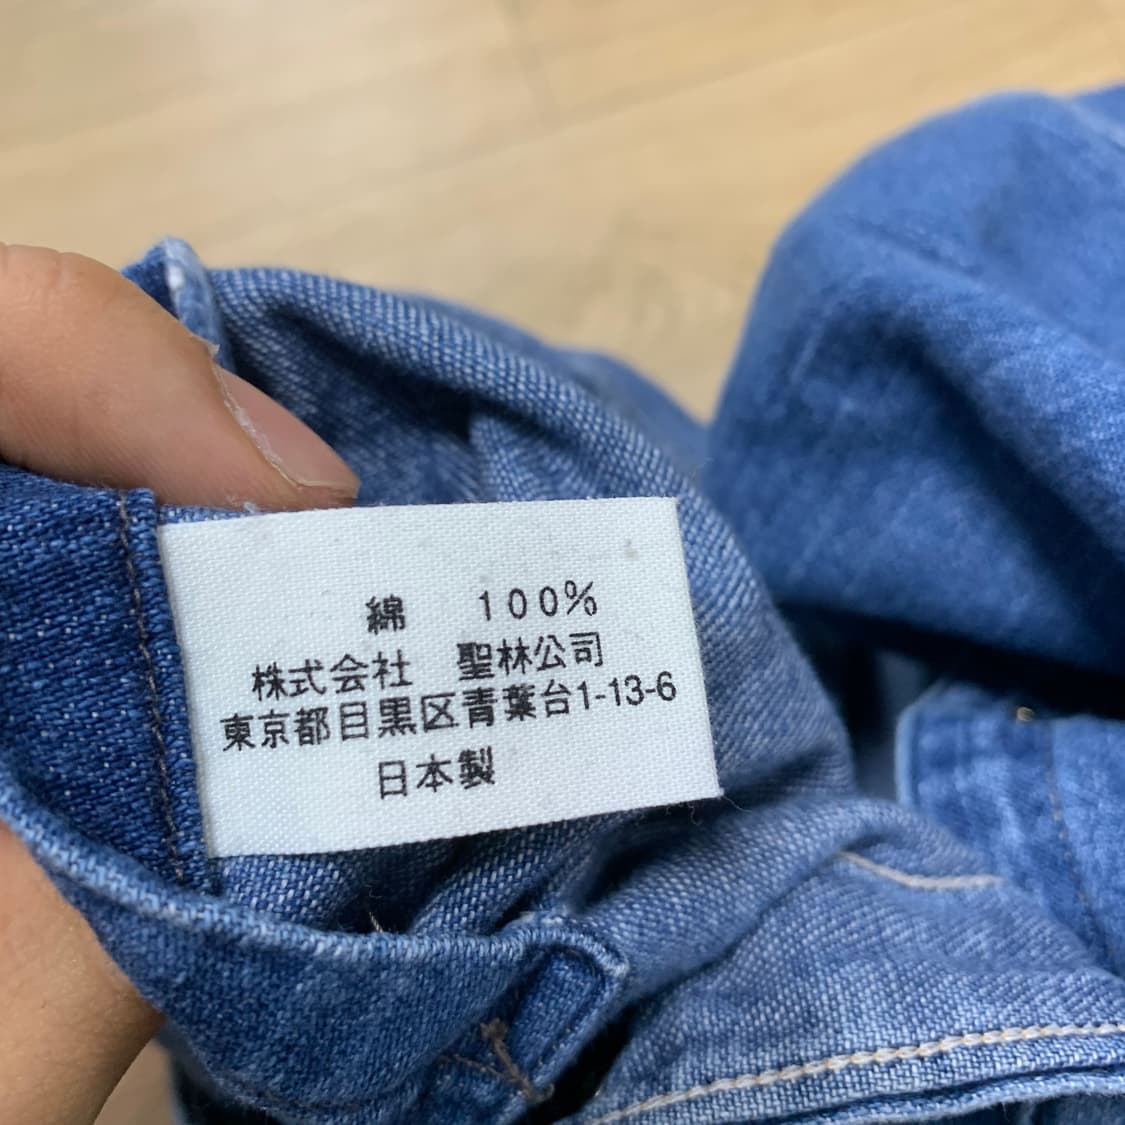 綿　100%
株式会社　聖林公司
東京都目黒区青葉台1-13-6
日本製